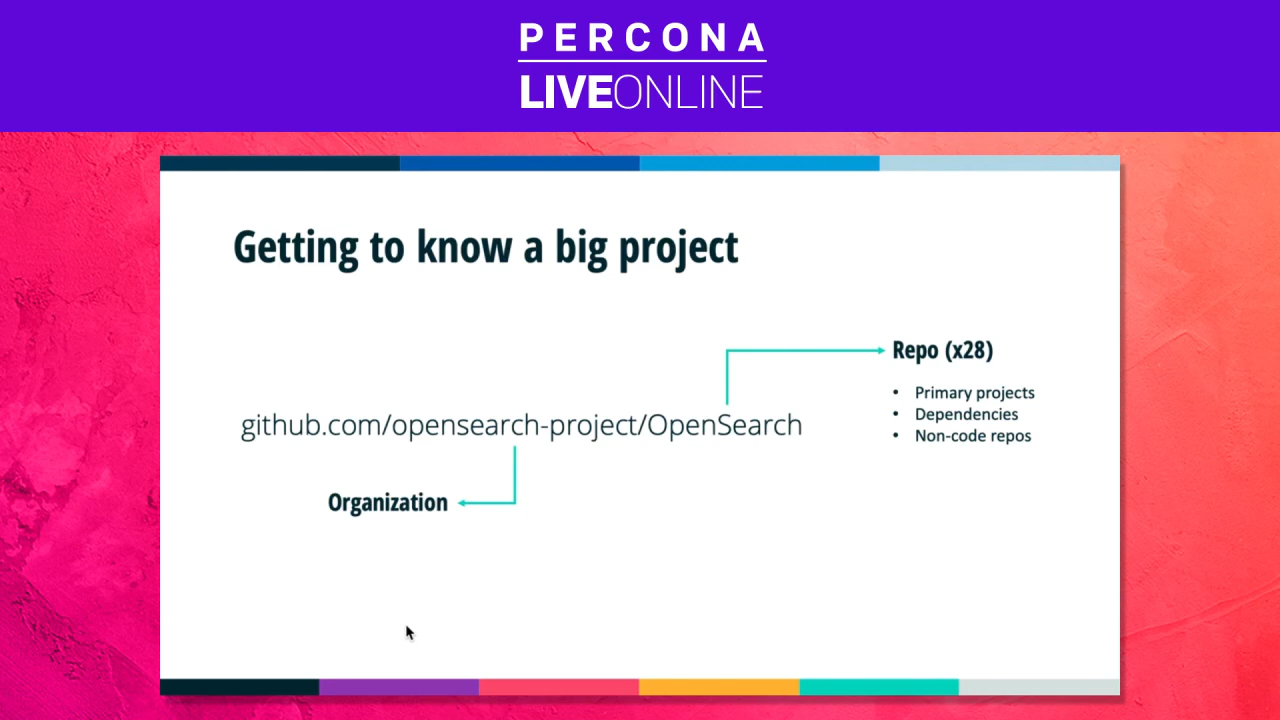 PERCONA
LIVEONLINE
Getting to know a big project
Repo (x28)
• Primary projects
• Dependencies
• Non-code repos
github.com/opensearch-project/OpenSearch
Organization